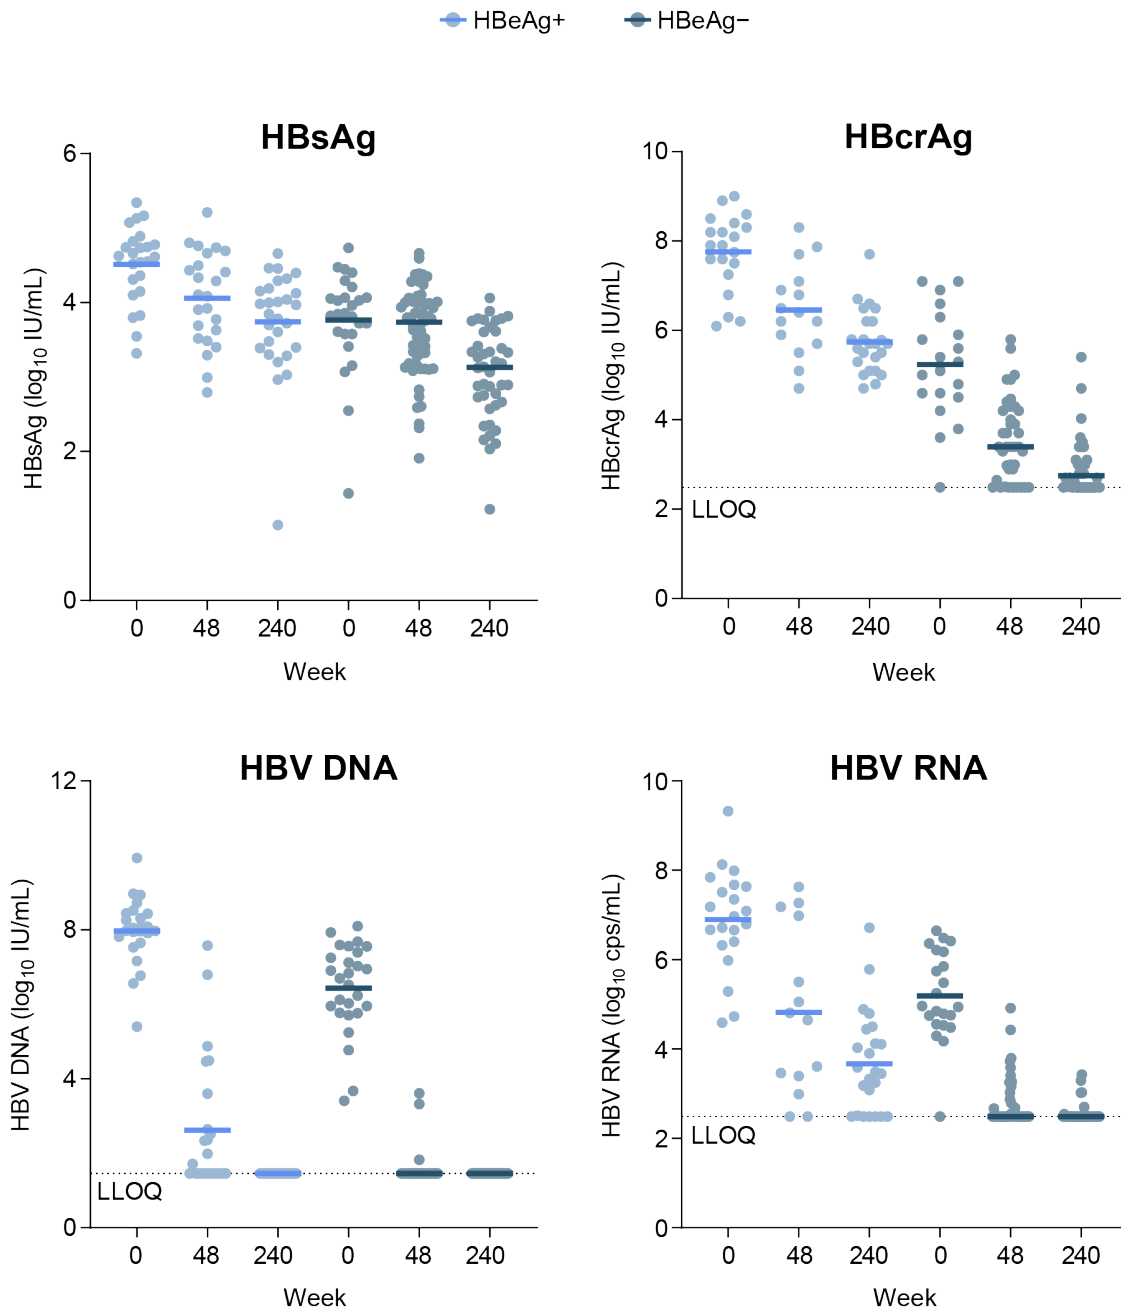 HBeAg+ HBeAg−
HBsAg
HBsAg (log10 IU/mL)
6
4
2
0
0 48 240 0 48 240
Week
HBcrAg
HBcrAg (log10 IU/mL)
10
8
6
4
2
0
LLOQ
0 48 240 0 48 240
Week
HBV DNA
HBV DNA (log10 IU/mL)
12
8
4
0
LLOQ
0 48 240 0 48 240
Week
HBV RNA
HBV RNA (log10 cps/mL)
10
8
6
4
2
0
LLOQ
0 48 240 0 48 240
Week